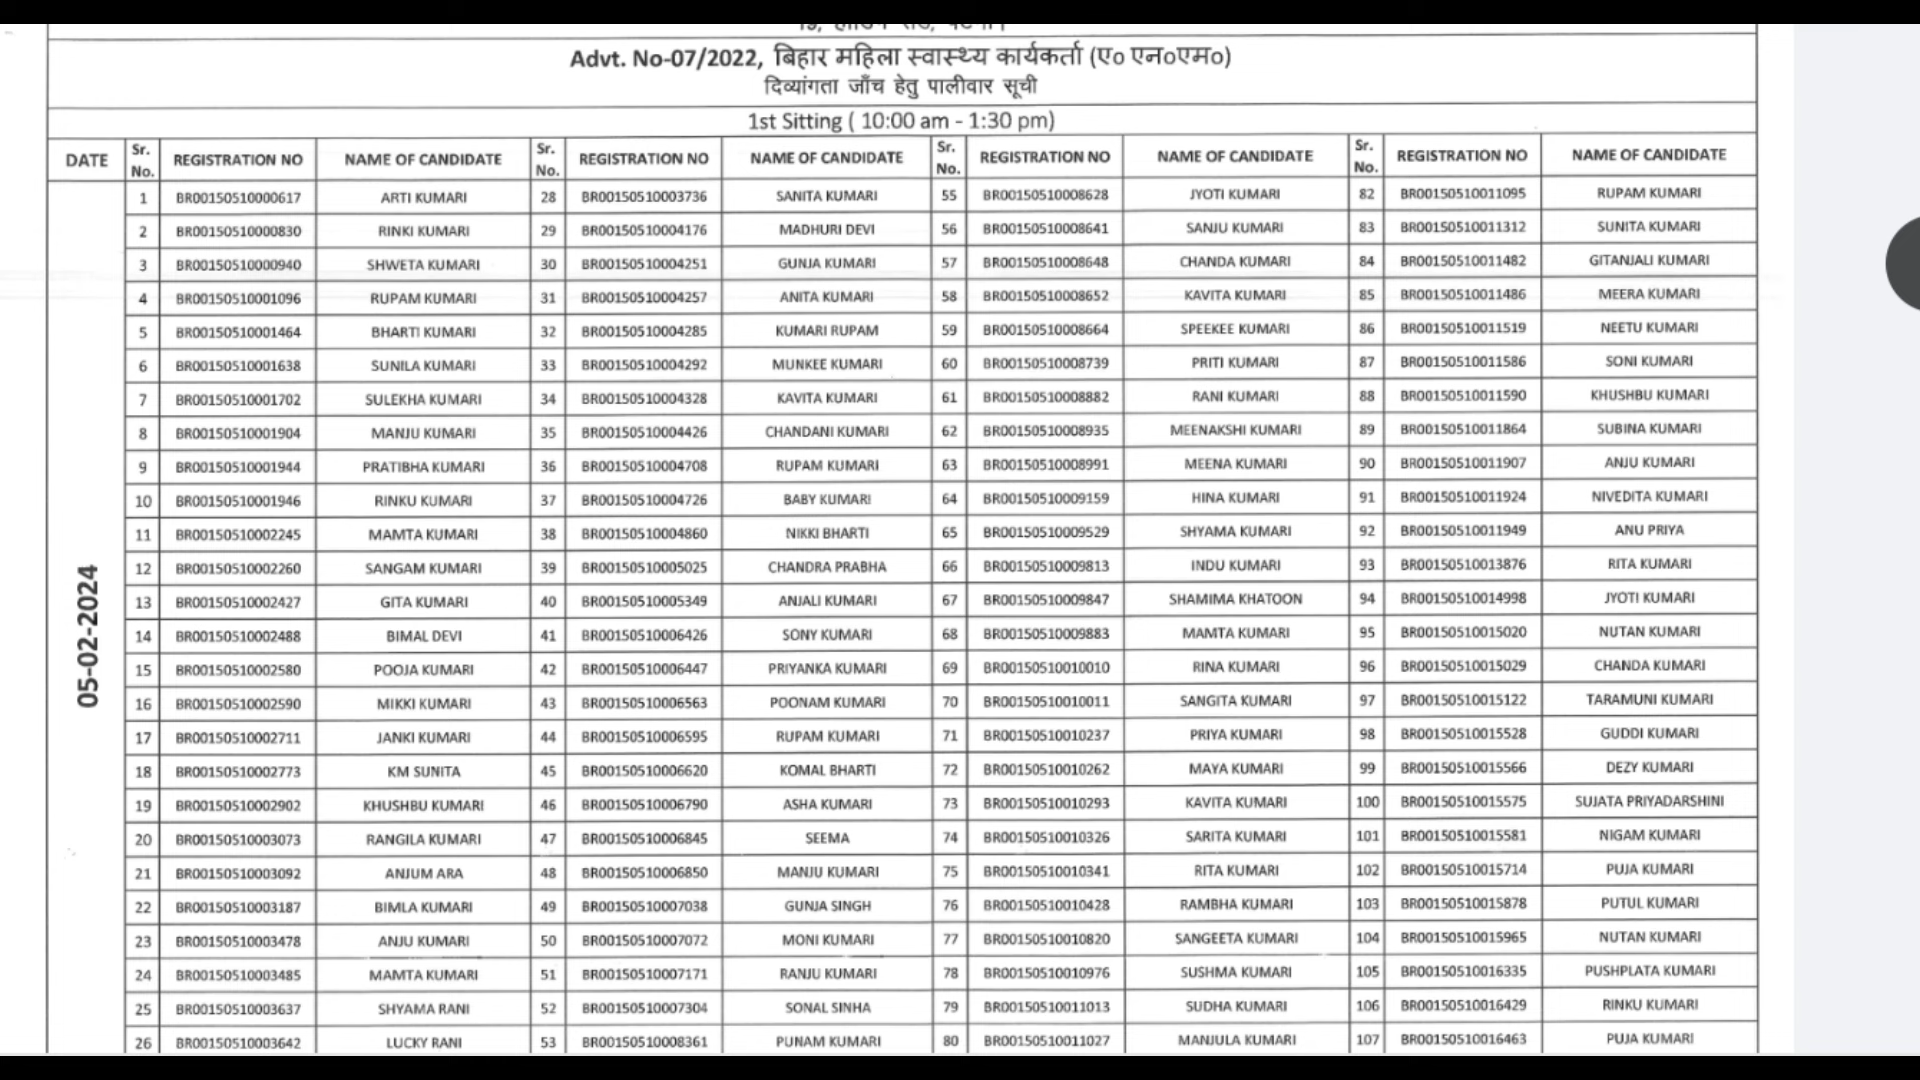 Advt. No-07/2022, बिहार महिला स्वास्थ्य कार्यकर्ता (ए० एन०एम०)
दिव्यांगता जाँच हेतु पालीवार सूची
1st Sitting ( 10:00 am - 1:30 pm)
DATE Sr. No. REGISTRATION NO NAME OF CANDIDATE Sr. No. REGISTRATION NO NAME OF CANDIDATE Sr. No. REGISTRATION NO NAME OF CANDIDATE Sr. No. REGISTRATION NO NAME OF CANDIDATE
05-02-2024
1 BR00150510000617 ARTI KUMARI 28 BR00150510003736 SANITA KUMARI 55 BR00150510008628 JYOTI KUMARI 82 BR00150510011095 RUPAM KUMARI
2 BR00150510000830 RINKI KUMARI 29 BR00150510004176 MADHURI DEVI 56 BR00150510008641 SANJU KUMARI 83 BR00150510011312 SUNITA KUMARI
3 BR00150510000940 SHWETA KUMARI 30 BR00150510004251 GUNJA KUMARI 57 BR00150510008648 CHANDA KUMARI 84 BR00150510011482 GITANJALI KUMARI
4 BR00150510001096 RUPAM KUMARI 31 BR00150510004257 ANITA KUMARI 58 BR00150510008652 KAVITA KUMARI 85 BR00150510011486 MEERA KUMARI
5 BR00150510001464 BHARTI KUMARI 32 BR00150510004285 KUMARI RUPAM 59 BR00150510008664 SPEEKEE KUMARI 86 BR00150510011519 NEETU KUMARI
6 BR00150510001638 SUNILA KUMARI 33 BR00150510004292 MUNKEE KUMARI 60 BR00150510008739 PRITI KUMARI 87 BR00150510011586 SONI KUMARI
7 BR00150510001702 SULEKHA KUMARI 34 BR00150510004328 KAVITA KUMARI 61 BR00150510008882 RANI KUMARI 88 BR00150510011590 KHUSHBU KUMARI
8 BR00150510001904 MANJU KUMARI 35 BR00150510004426 CHANDANI KUMARI 62 BR00150510008935 MEENAKSHI KUMARI 89 BR00150510011864 SUBINA KUMARI
9 BR00150510001944 PRATIBHA KUMARI 36 BR00150510004708 RUPAM KUMARI 63 BR00150510008991 MEENA KUMARI 90 BR00150510011907 ANJU KUMARI
10 BR00150510001946 RINKU KUMARI 37 BR00150510004726 BABY KUMARI 64 BR00150510009159 HINA KUMARI 91 BR00150510011924 NIVEDITA KUMARI
11 BR00150510002245 MAMTA KUMARI 38 BR00150510004860 NIKKI BHARTI 65 BR00150510009529 SHYAMA KUMARI 92 BR00150510011949 ANU PRIYA
12 BR00150510002260 SANGAM KUMARI 39 BR00150510005025 CHANDRA PRABHA 66 BR00150510009813 INDU KUMARI 93 BR00150510013876 RITA KUMARI
13 BR00150510002427 GITA KUMARI 40 BR00150510005349 ANJALI KUMARI 67 BR00150510009847 SHAMIMA KHATOON 94 BR00150510014998 JYOTI KUMARI
14 BR00150510002488 BIMAL DEVI 41 BR00150510006426 SONY KUMARI 68 BR00150510009883 MAMTA KUMARI 95 BR00150510015020 NUTAN KUMARI
15 BR00150510002580 POOJA KUMARI 42 BR00150510006447 PRIYANKA KUMARI 69 BR00150510010010 RINA KUMARI 96 BR00150510015029 CHANDA KUMARI
16 BR00150510002590 MIKKI KUMARI 43 BR00150510006563 POONAM KUMARI 70 BR00150510010011 SANGITA KUMARI 97 BR00150510015122 TARAMUNI KUMARI
17 BR00150510002711 JANKI KUMARI 44 BR00150510006595 RUPAM KUMARI 71 BR00150510010237 PRIYA KUMARI 98 BR00150510015528 GUDDI KUMARI
18 BR00150510002773 KM SUNITA 45 BR00150510006620 KOMAL BHARTI 72 BR00150510010262 MAYA KUMARI 99 BR00150510015566 DEZY KUMARI
19 BR00150510002902 KHUSHBU KUMARI 46 BR00150510006790 ASHA KUMARI 73 BR00150510010293 KAVITA KUMARI 100 BR00150510015575 SUJATA PRIYADARSHINI
20 BR00150510003073 RANGILA KUMARI 47 BR00150510006845 SEEMA 74 BR00150510010326 SARITA KUMARI 101 BR00150510015581 NIGAM KUMARI
21 BR00150510003092 ANJUM ARA 48 BR00150510006850 MANJU KUMARI 75 BR00150510010341 RITA KUMARI 102 BR00150510015714 PUJA KUMARI
22 BR00150510003187 BIMLA KUMARI 49 BR00150510007038 GUNJA SINGH 76 BR00150510010428 RAMBHA KUMARI 103 BR00150510015878 PUTUL KUMARI
23 BR00150510003478 ANJU KUMARI 50 BR00150510007072 MONI KUMARI 77 BR00150510010820 SANGEETA KUMARI 104 BR00150510015965 NUTAN KUMARI
24 BR00150510003485 MAMTA KUMARI 51 BR00150510007171 RANJU KUMARI 78 BR00150510010976 SUSHMA KUMARI 105 BR00150510016335 PUSHPLATA KUMARI
25 BR00150510003637 SHYAMA RANI 52 BR00150510007304 SONAL SINHA 79 BR00150510011013 SUDHA KUMARI 106 BR00150510016429 RINKU KUMARI
26 BR00150510003642 LUCKY RANI 53 BR00150510008361 PUNAM KUMARI 80 BR00150510011027 MANJULA KUMARI 107 BR00150510016463 PUJA KUMARI